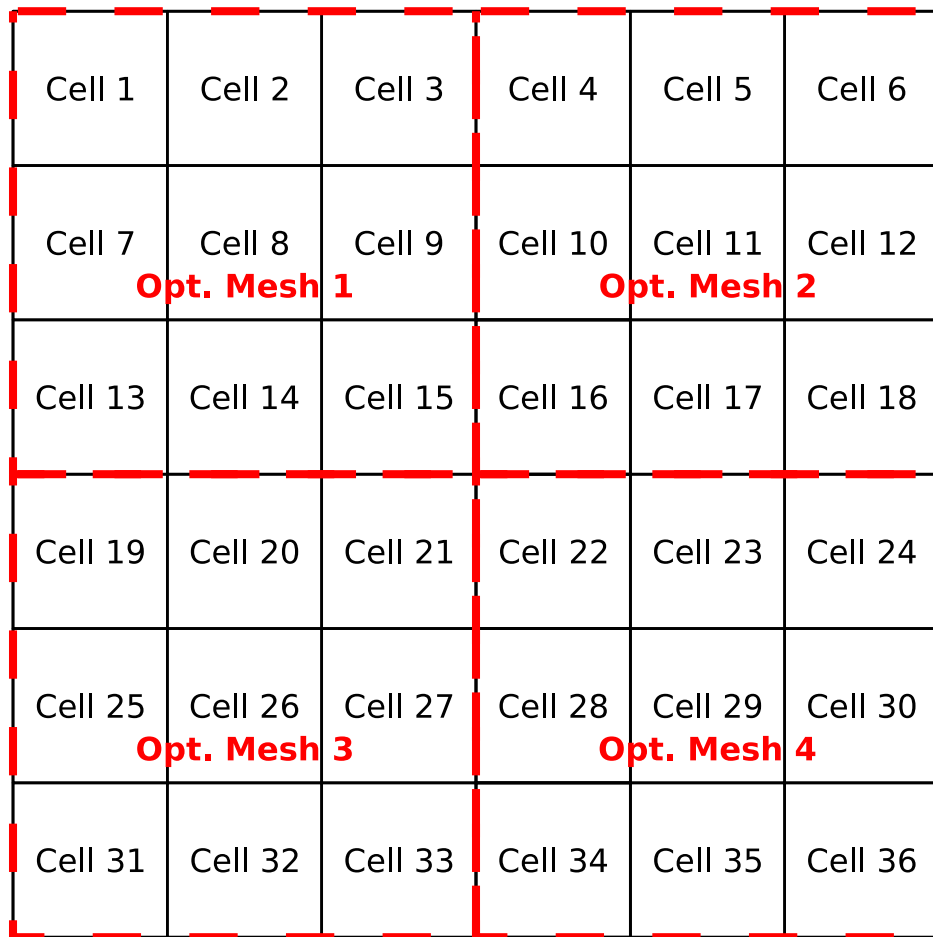 Cell 1 Cell 2 Cell 3 Cell 4 Cell 5 Cell 6
Cell 7 Cell 8 Cell 9 Cell 10 Cell 11 Cell 12
Opt. Mesh 1 Opt. Mesh 2
Cell 13 Cell 14 Cell 15 Cell 16 Cell 17 Cell 18
Cell 19 Cell 20 Cell 21 Cell 22 Cell 23 Cell 24
Cell 25 Cell 26 Cell 27 Cell 28 Cell 29 Cell 30
Opt. Mesh 3 Opt. Mesh 4
Cell 31 Cell 32 Cell 33 Cell 34 Cell 35 Cell 36